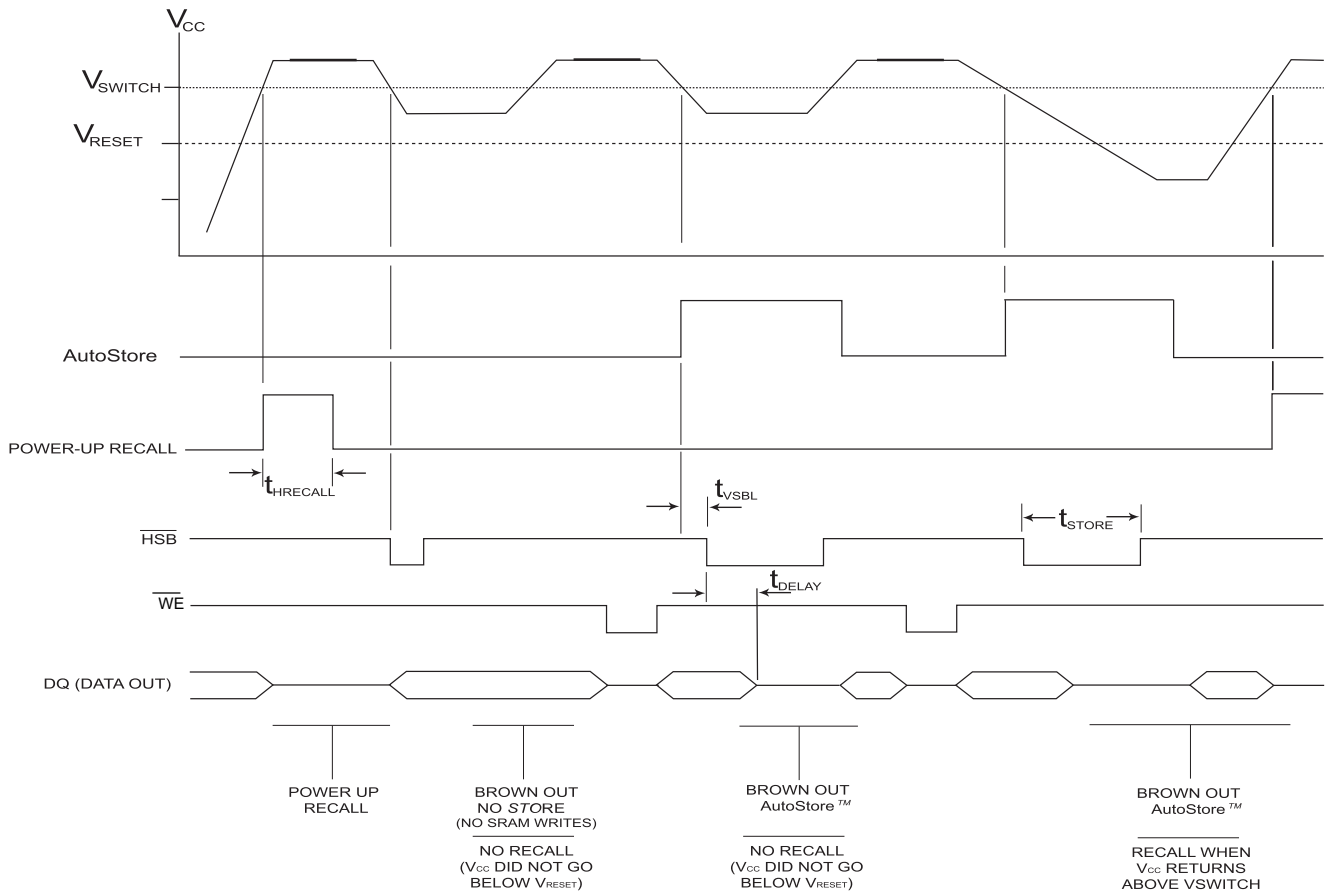 VCC
VSWITCH
VRESET
AutoStore
POWER-UP RECALL
tHRECALL
tVSBL
HSB
tSTORE
tDELAY
WE
DQ (DATA OUT)
POWER UP
RECALL
BROWN OUT
NO STORE
(NO SRAM WRITES)
NO RECALL
(VCC DID NOT GO
BELOW VRESET)
BROWN OUT
AutoStore™
NO RECALL
(VCC DID NOT GO
BELOW VRESET)
BROWN OUT
AutoStore™
RECALL WHEN
VCC RETURNS
ABOVE VSWITCH